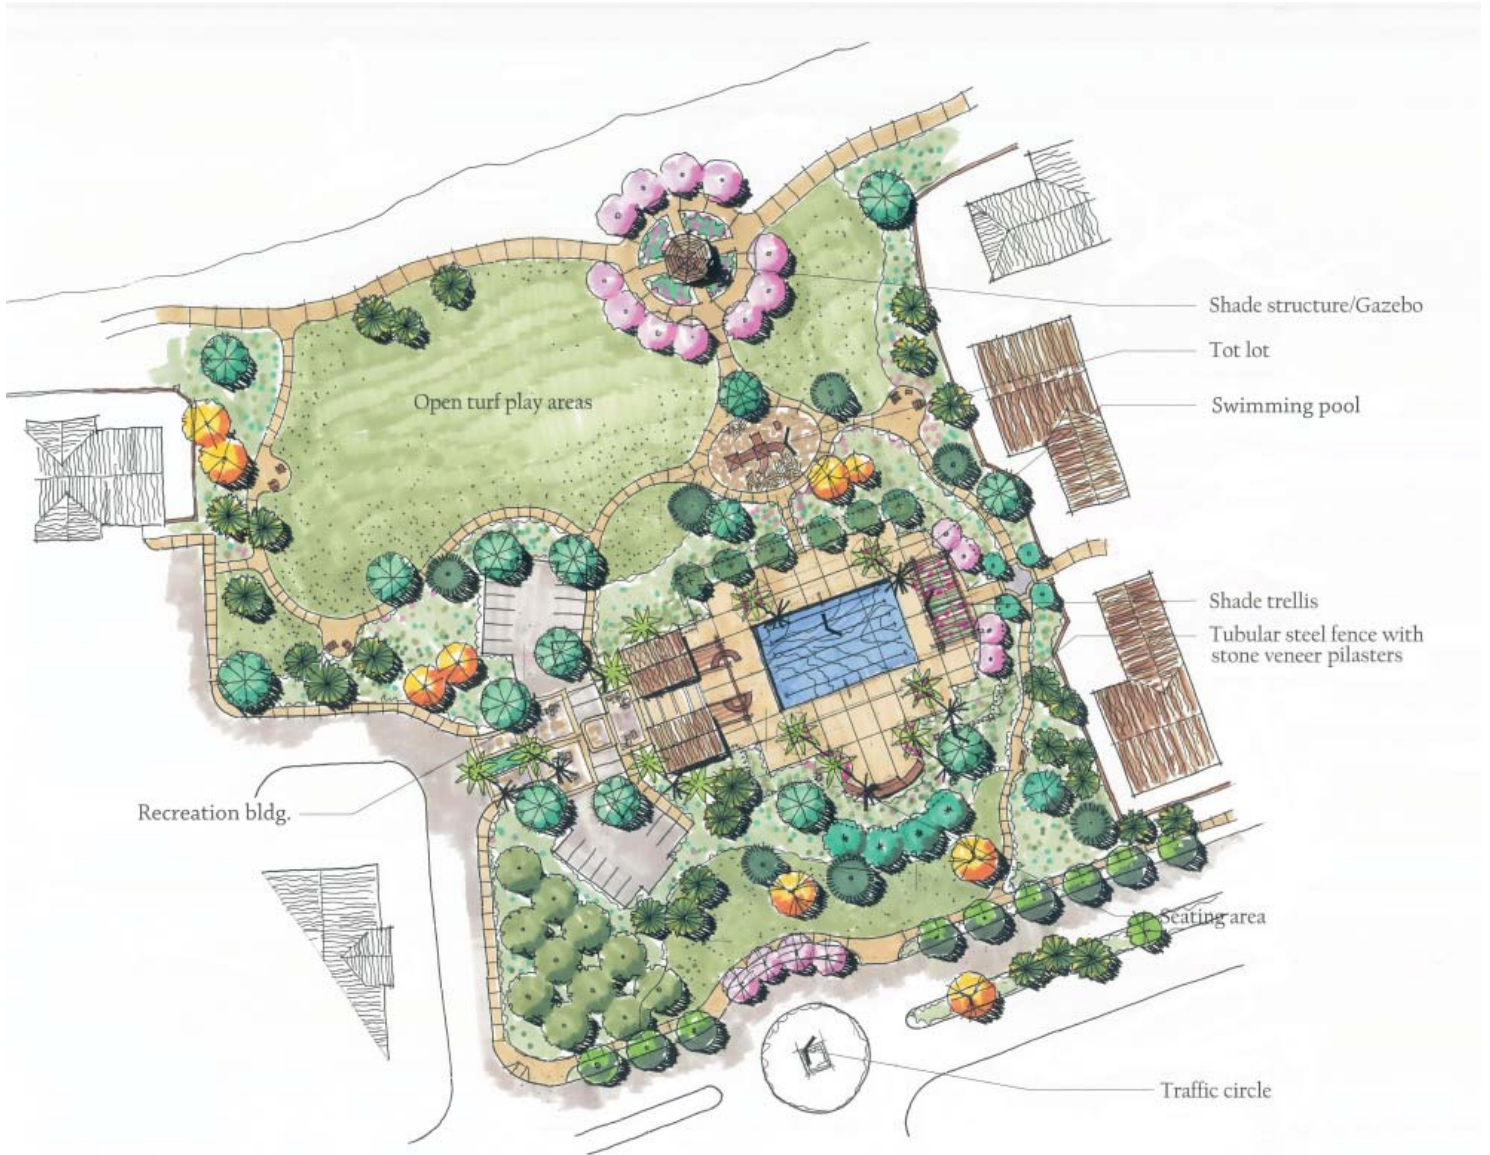 Shade structure/Gazebo
Tot lot
Open turf play areas
Swimming pool
Shade trellis
Tubular steel fence with
stone veneer pilasters
Recreation bldg.
Seating area
Traffic circle